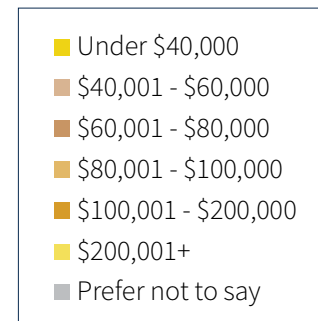 Under $40,000
$40,001 - $60,000
$60,001 - $80,000
$80,001 - $100,000
$100,001 - $200,000
$200,001+
Prefer not to say